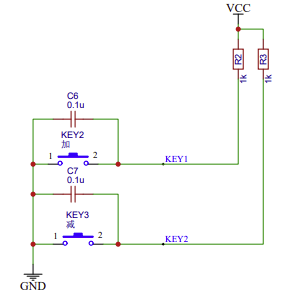 VCC
R2
R3
1k
1k
C6
0.1u
KEY2
加
1
2
KEY1
C7
0.1u
KEY3
减
1
2
KEY2
GND